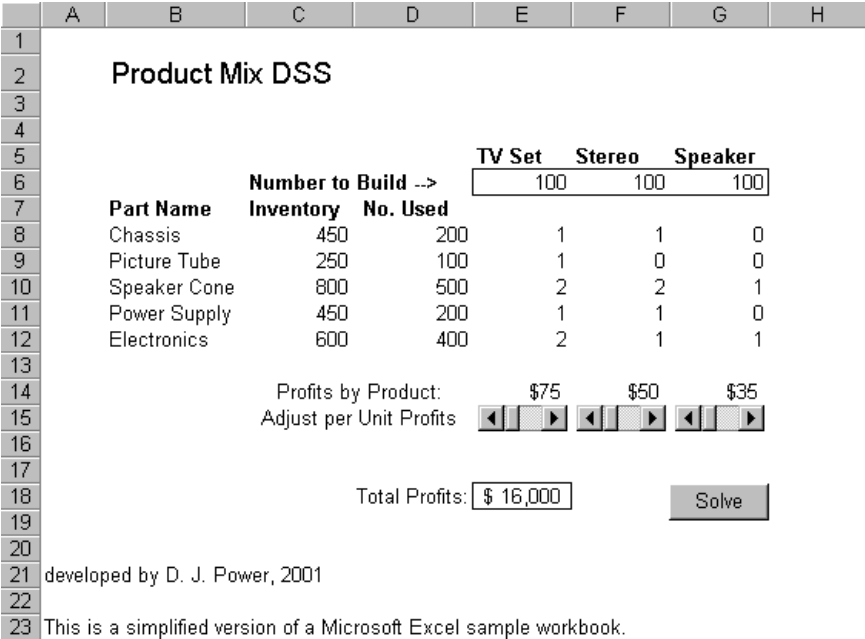 A B C D E F G H
1
2 Product Mix DSS
3
4
5 TV Set Stereo Speaker
6 Number to Build --> 100 100 100
7 Part Name Inventory No. Used
8 Chassis 450 200 1 1 0
9 Picture Tube 250 100 1 0 0
10 Speaker Cone 800 500 2 2 1
11 Power Supply 450 200 1 1 0
12 Electronics 600 400 2 1 1
13
14 Profits by Product: $75 $50 $35
15 Adjust per Unit Profits
16
17
18 Total Profits: $ 16,000 Solve
19
20
21 developed by D. J. Power, 2001
22
23 This is a simplified version of a Microsoft Excel sample workbook.